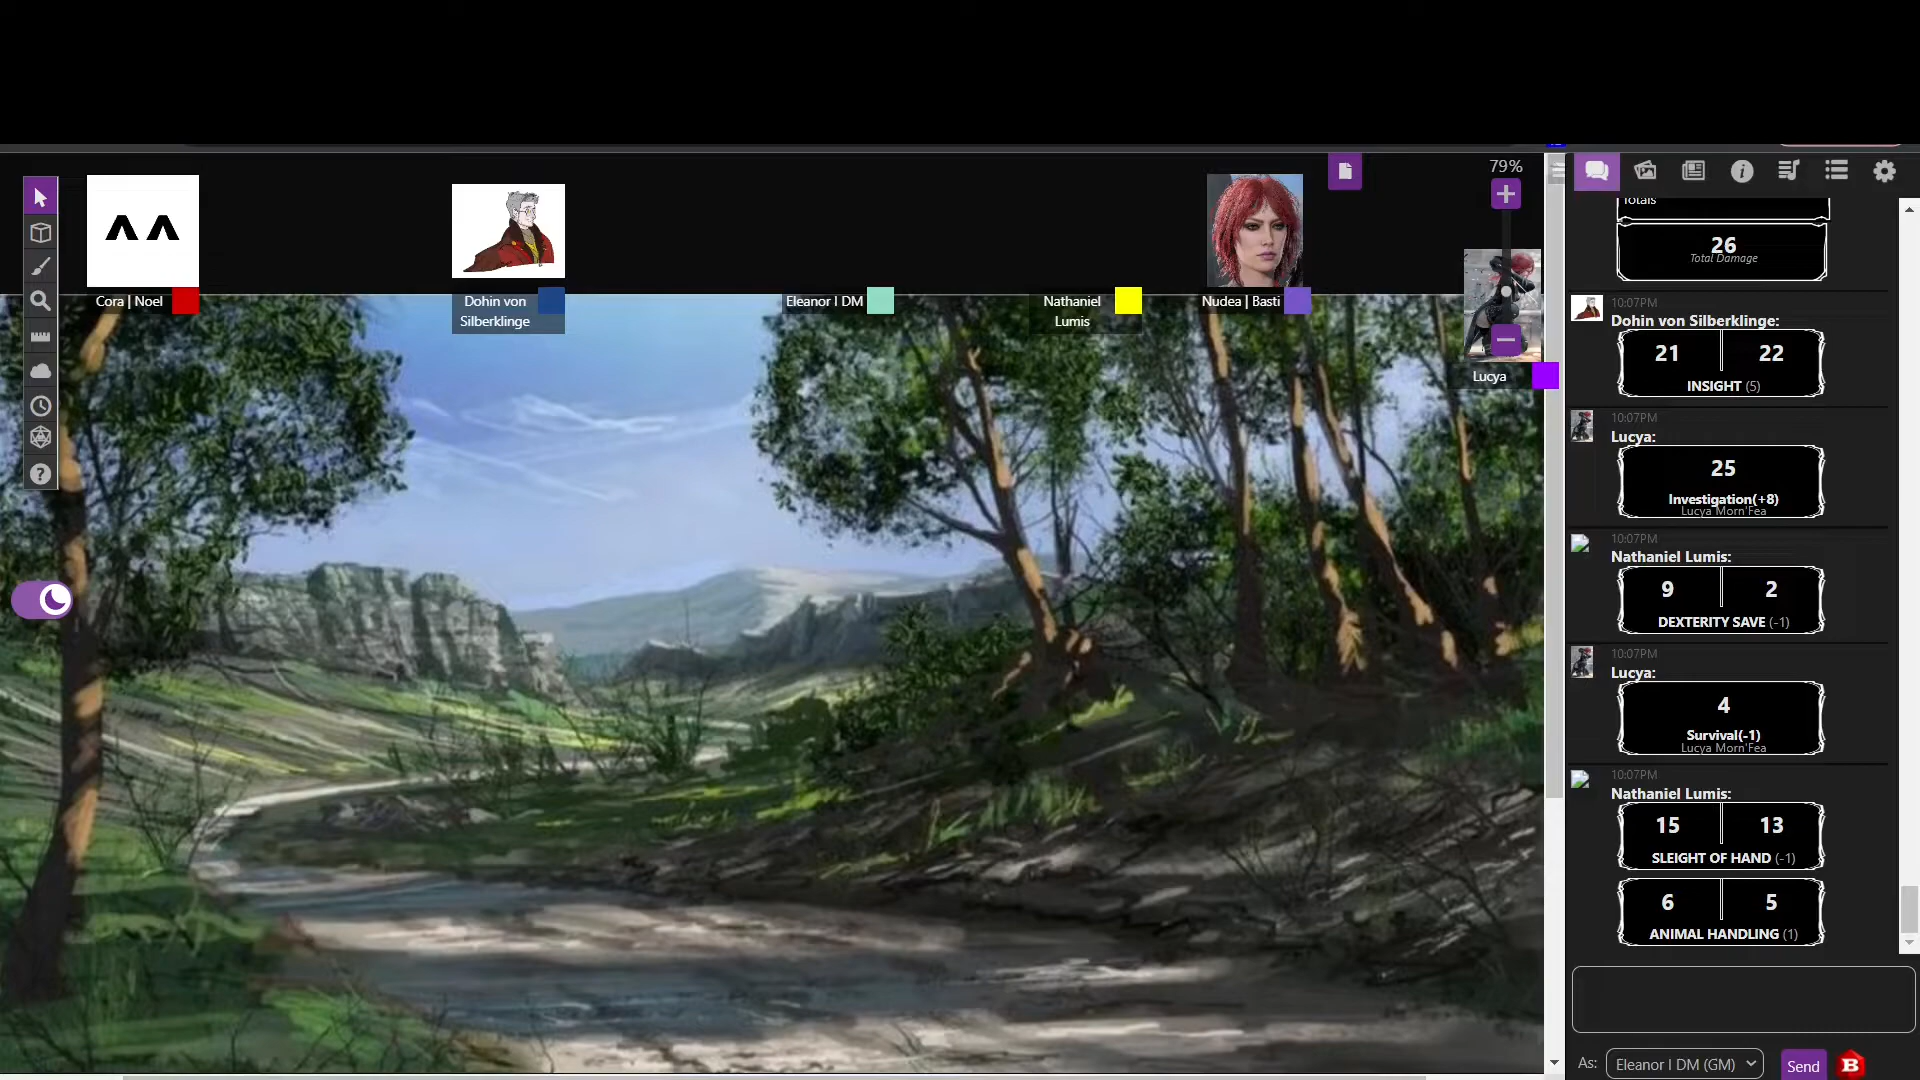 79%
Cora | Noel
Dohin von
Silberklinge
Eleanor I DM
Nathaniel
Lumis
Nudea | Basti
Lucya
Totals
26
Total Damage
10:07PM
Dohin von Silberklinge:
21 22
INSIGHT (5)
10:07PM
Lucya:
25
Investigation(+8)
Lucya Morn'Fea
10:07PM
Nathaniel Lumis:
9 2
DEXTERITY SAVE (-1)
10:07PM
Lucya:
4
Survival(-1)
Lucya Morn'Fea
10:07PM
Nathaniel Lumis:
15 13
SLEIGHT OF HAND (-1)
6 5
ANIMAL HANDLING (1)
As: Eleanor I DM (GM) Send B